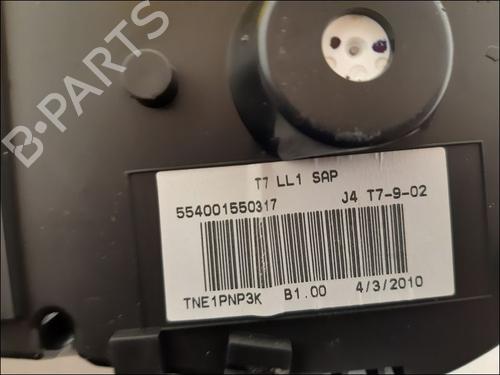 B-PARTS
T7 LL1 SAP
554001550317 J4 T7-9-02
TNE1PNP3K B1.00 4/3/2010